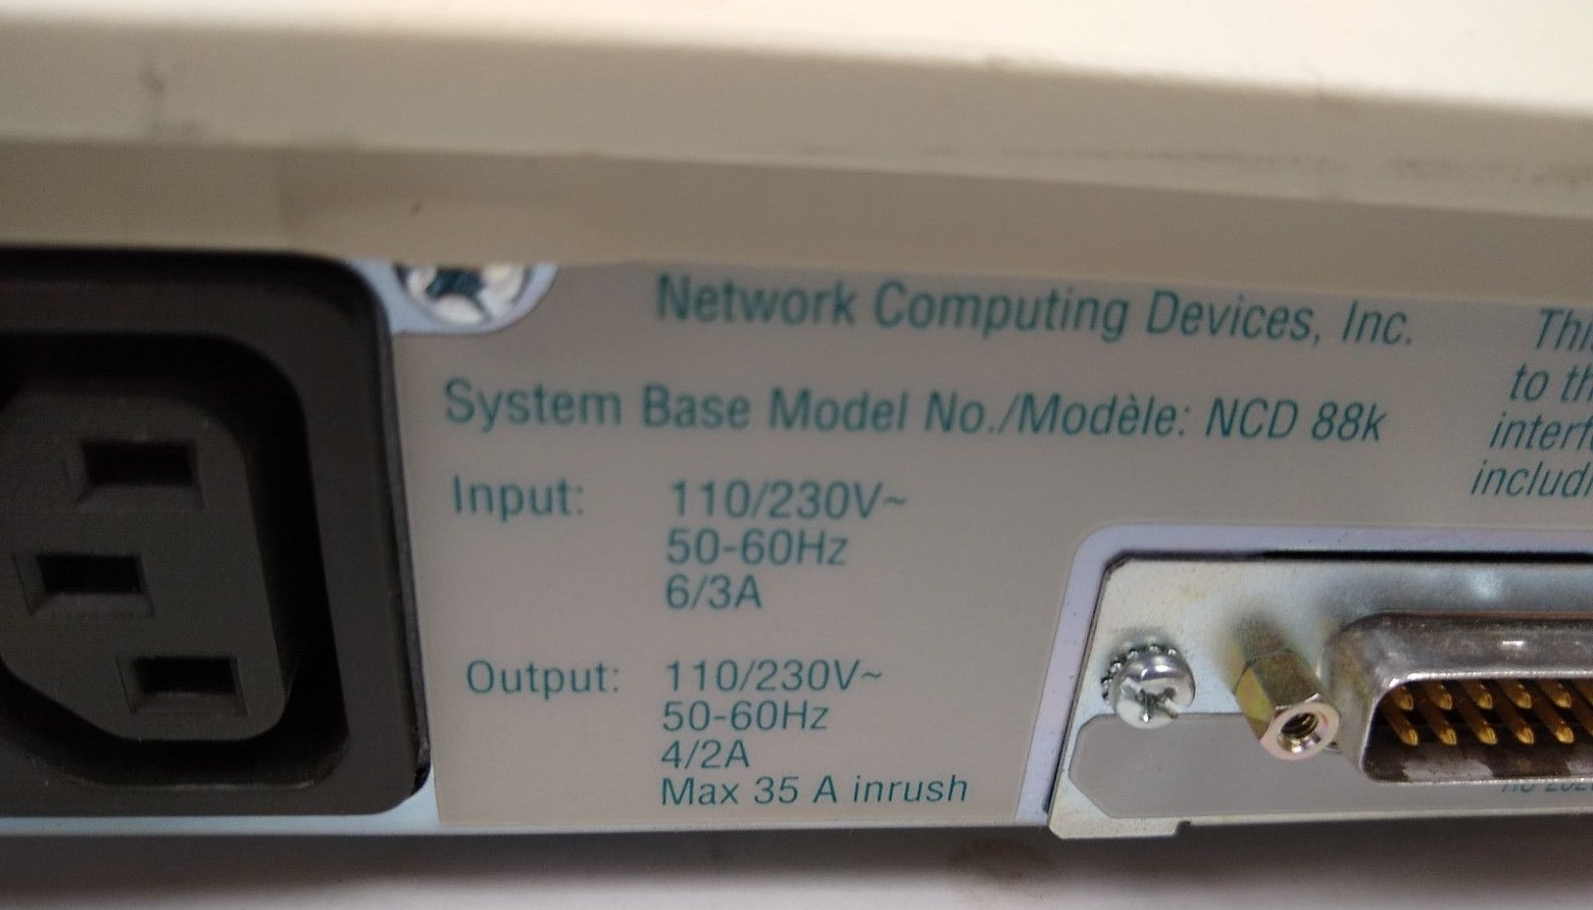 Network Computing Devices, Inc.
System Base Model No./Modèle: NCD 88k
Input: 110/230V~
50-60Hz
6/3A
Output: 110/230V~
50-60Hz
4/2A
Max 35 A inrush
to